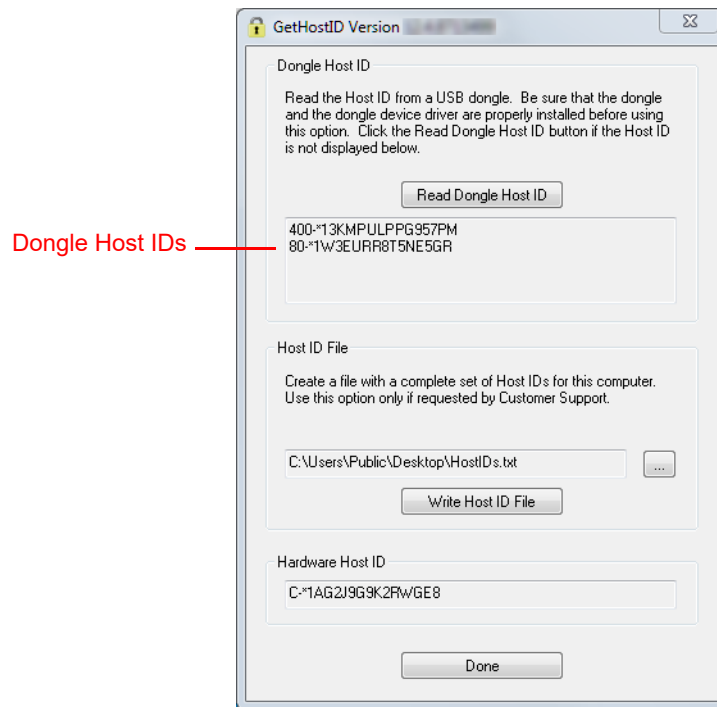 GetHostID Version
Dongle Host ID
Read the Host ID from a USB dongle. Be sure that the dongle
and the dongle device driver are properly installed before using
this option. Click the Read Dongle Host ID button if the Host ID
is not displayed below.
Read Dongle Host ID
Dongle Host IDs
400-*13KMPULPPG957PM
80-*1W3EURR8T5NE5GR
Host ID File
Create a file with a complete set of Host IDs for this computer.
Use this option only if requested by Customer Support.
C:\Users\Public\Desktop\HostIDs.txt
...
Write Host ID File
Hardware Host ID
C-*1AG2J9G9K2RWGE8
Done